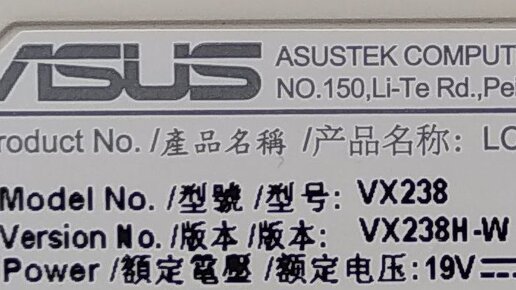 ASUS
ASUSTEK COMPUT
NO.150,Li-Te Rd.,Pei
roduct No. /產品名稱 /产品名称: LC
Model No. /型號 /型号: VX238
Version No. /版本 /版本: VX238H-W
Power /額定電壓 /额定电压: 19V⎓